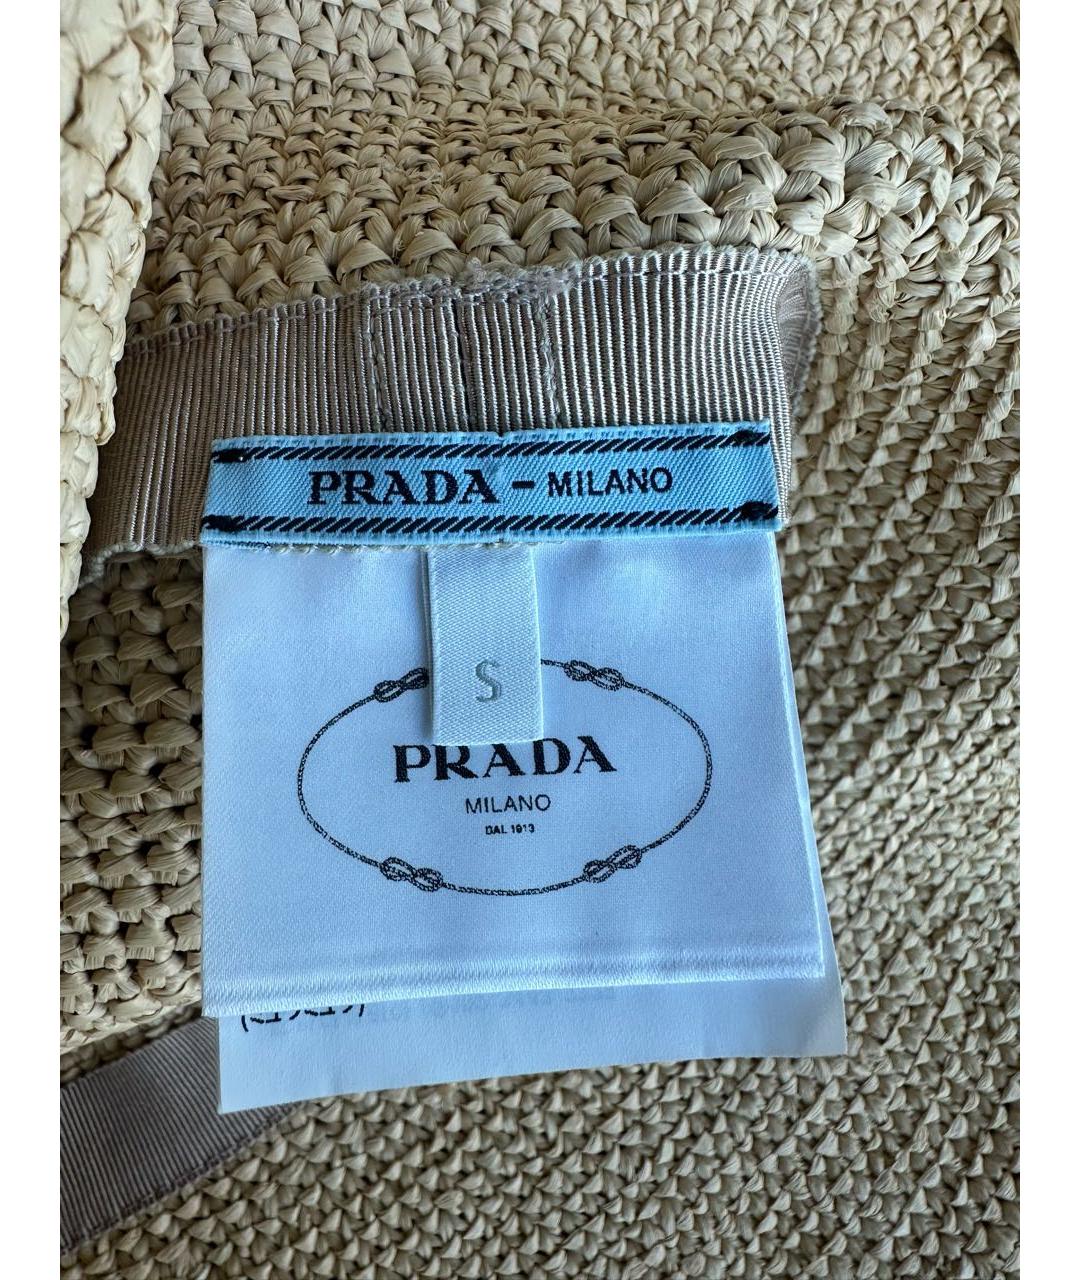 PRADA - MILANO
S
PRADA
MILANO
DAL 1913